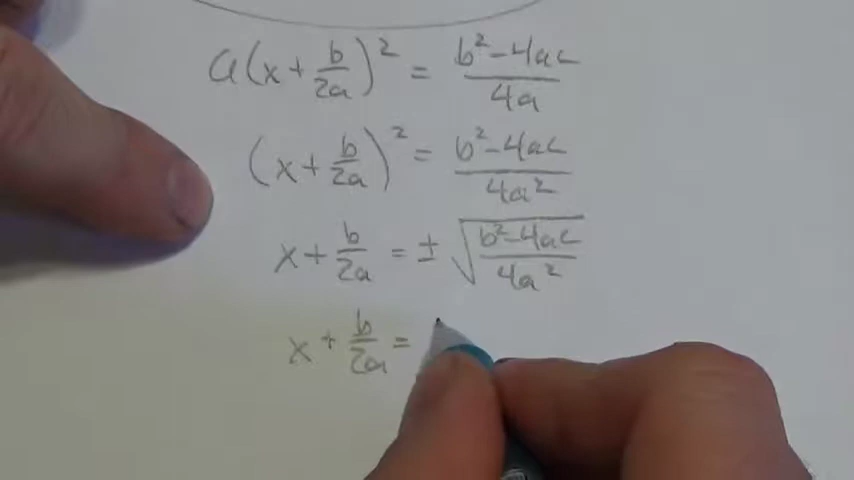 a(x + b/2a)² = b² - 4ac / 4a
(x + b/2a)² = b² - 4ac / 4a²
x + b/2a = ± √(b² - 4ac / 4a²)
x + b/2a =